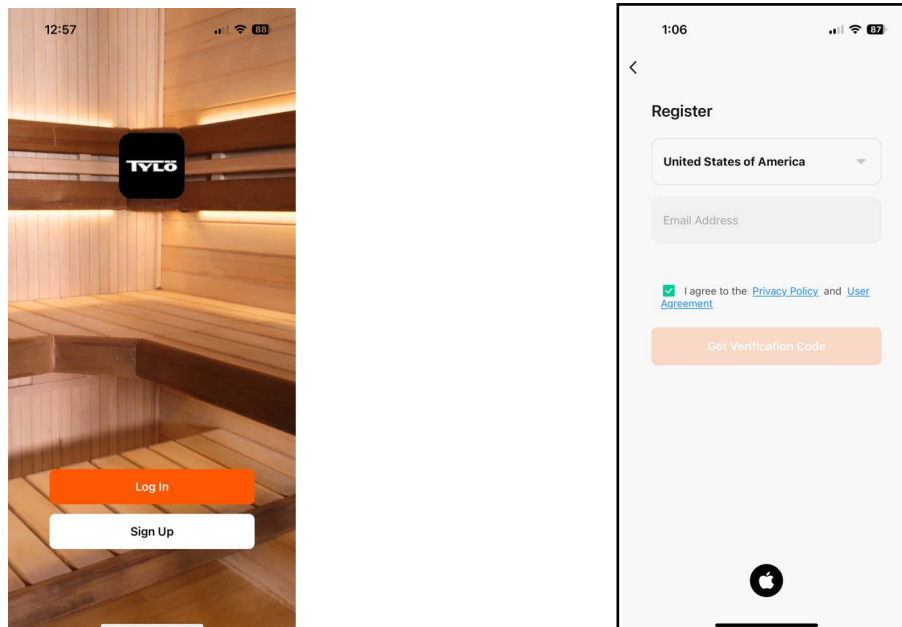 12:57
88
TYLÖ
Log In
Sign Up
1:06
87
Register
United States of America
Email Address
I agree to the Privacy Policy and User
Agreement
Get Verification Code